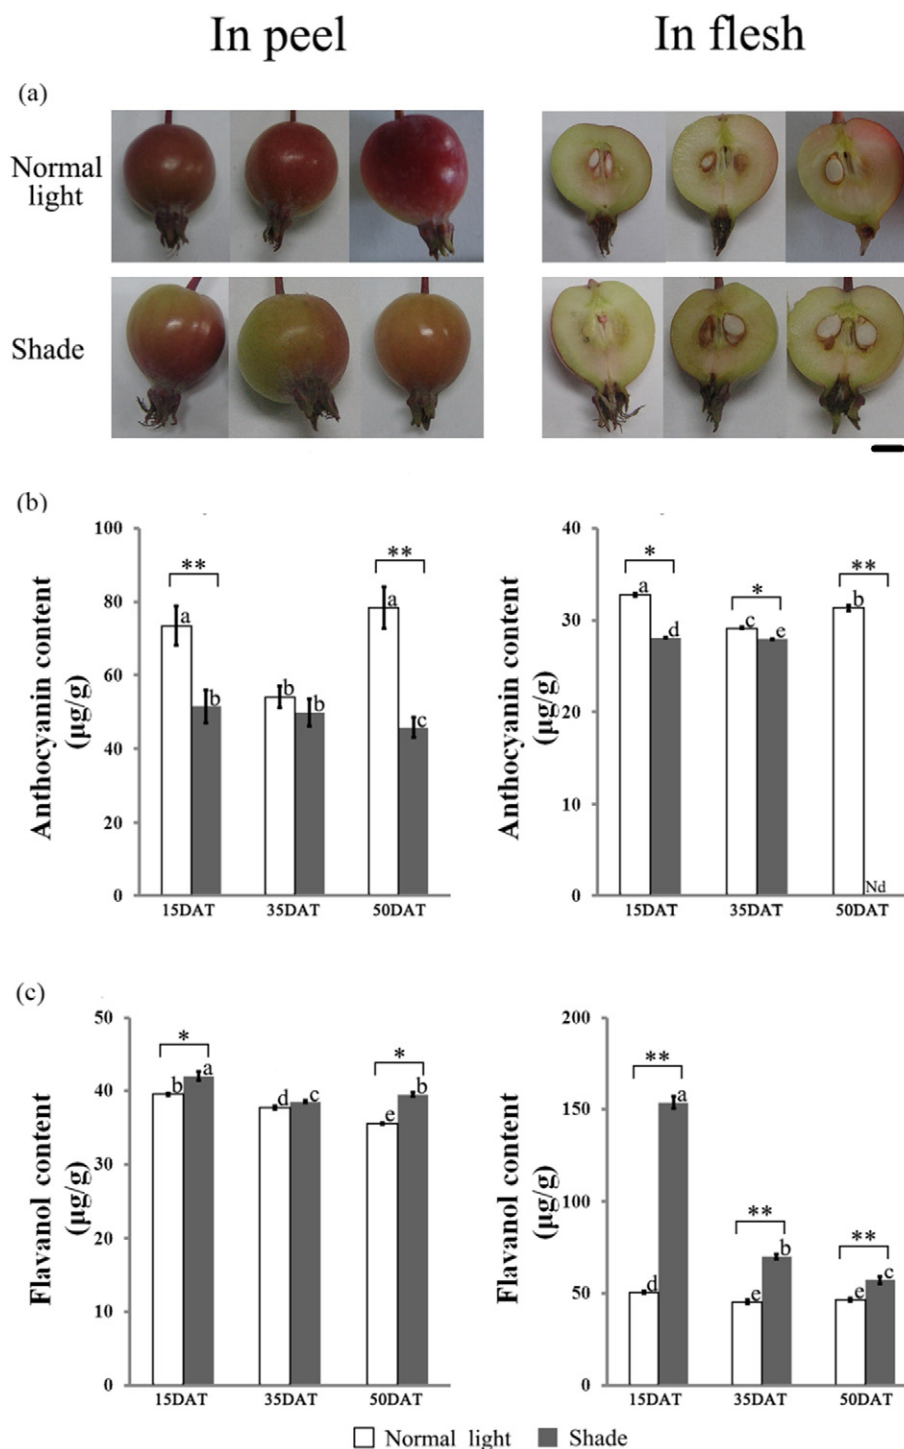 In peel
In flesh
(a)
Normal
light
Shade
(b)
Anthocyanin content
(µg/g)
100
80
60
40
20
0
**
a
b
b
b
**
a
c
15DAT
35DAT
50DAT
Anthocyanin content
(µg/g)
40
30
20
10
0
*
a
d
*
c
e
**
b
Nd
15DAT
35DAT
50DAT
(c)
Flavanol content
(µg/g)
50
40
30
20
10
0
*
b
a
d
c
*
e
b
15DAT
35DAT
50DAT
Flavanol content
(µg/g)
200
150
100
50
0
**
d
a
**
e
b
**
e
c
15DAT
35DAT
50DAT
Normal light
Shade